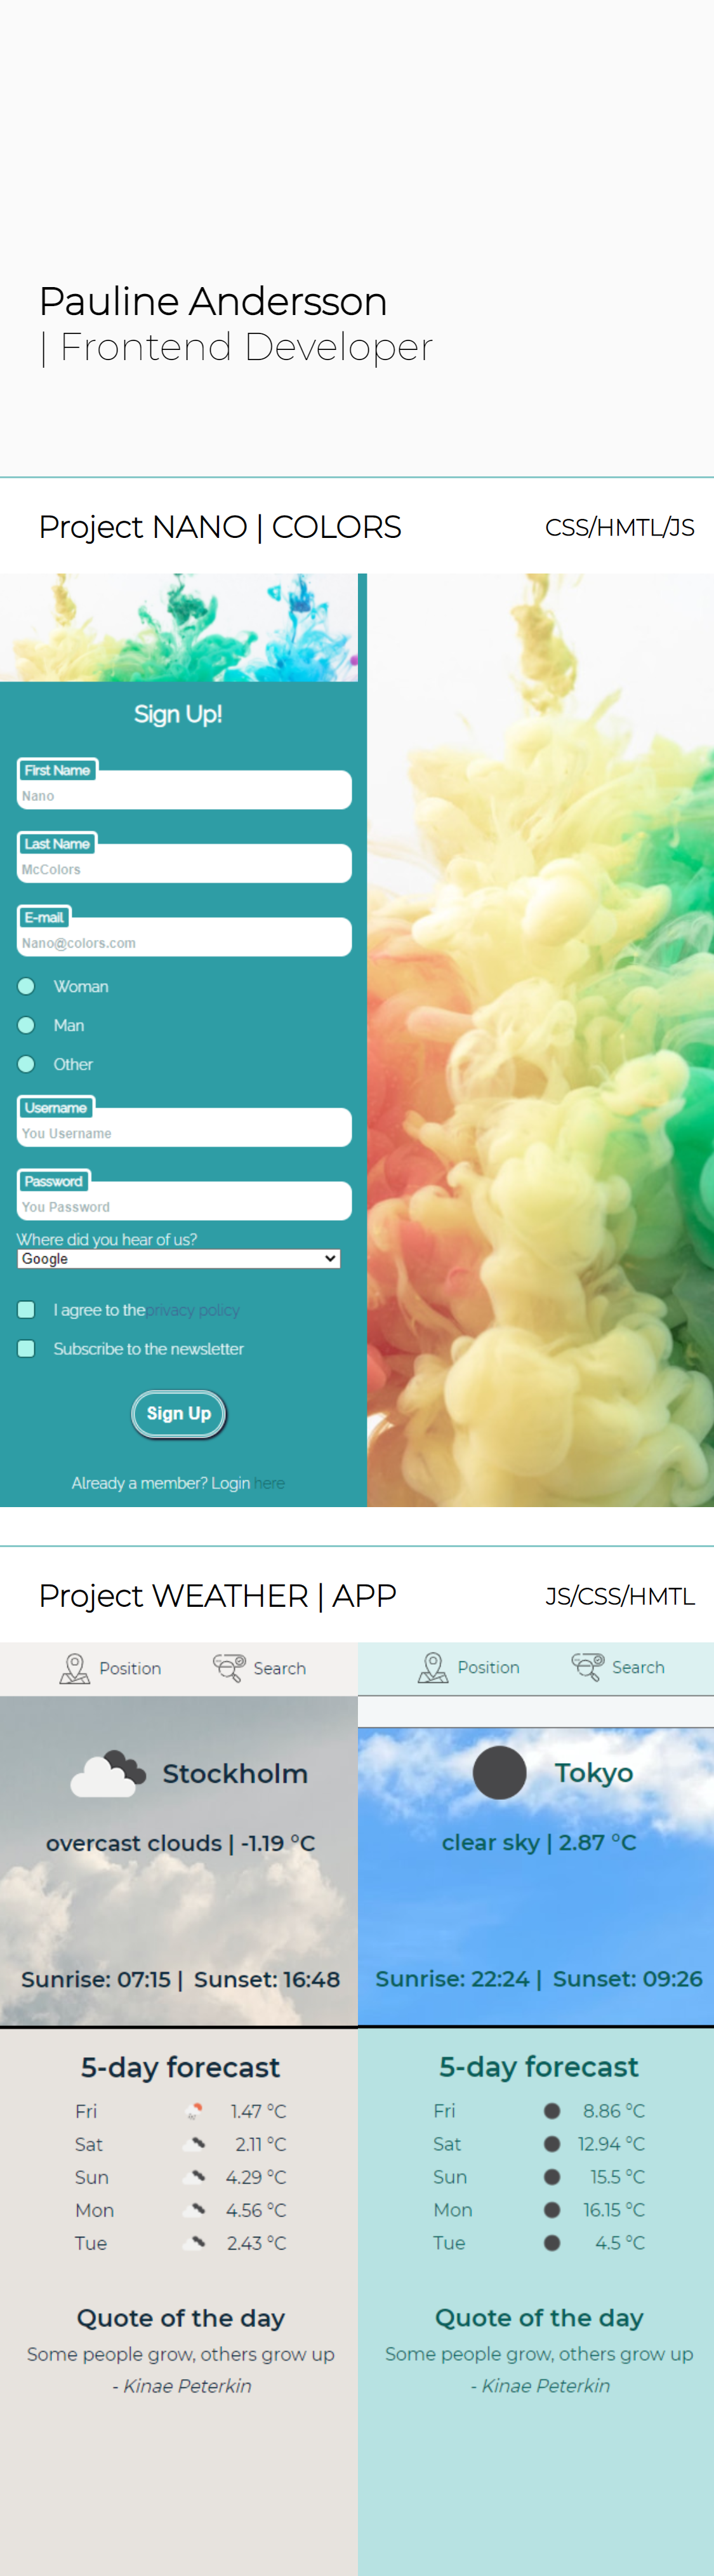 Pauline Andersson
| Frontend Developer
Project NANO | COLORS
CSS/HMTL/JS
Sign Up!
First Name
Nano
Last Name
McColors
E-mail
Nano@colors.com
Woman
Man
Other
Username
You Username
Password
You Password
Where did you hear of us?
Google
I agree to the privacy policy
Subscribe to the newsletter
Sign Up
Already a member? Login here
Project WEATHER | APP
JS/CSS/HMTL
Position
Search
Stockholm
overcast clouds | -1.19 °C
Sunrise: 07:15 | Sunset: 16:48
5-day forecast
Fri 1.47 °C
Sat 2.11 °C
Sun 4.29 °C
Mon 4.56 °C
Tue 2.43 °C
Quote of the day
Some people grow, others grow up
- Kinae Peterkin
Position
Search
Tokyo
clear sky | 2.87 °C
Sunrise: 22:24 | Sunset: 09:26
5-day forecast
Fri 8.86 °C
Sat 12.94 °C
Sun 15.5 °C
Mon 16.15 °C
Tue 4.5 °C
Quote of the day
Some people grow, others grow up
- Kinae Peterkin